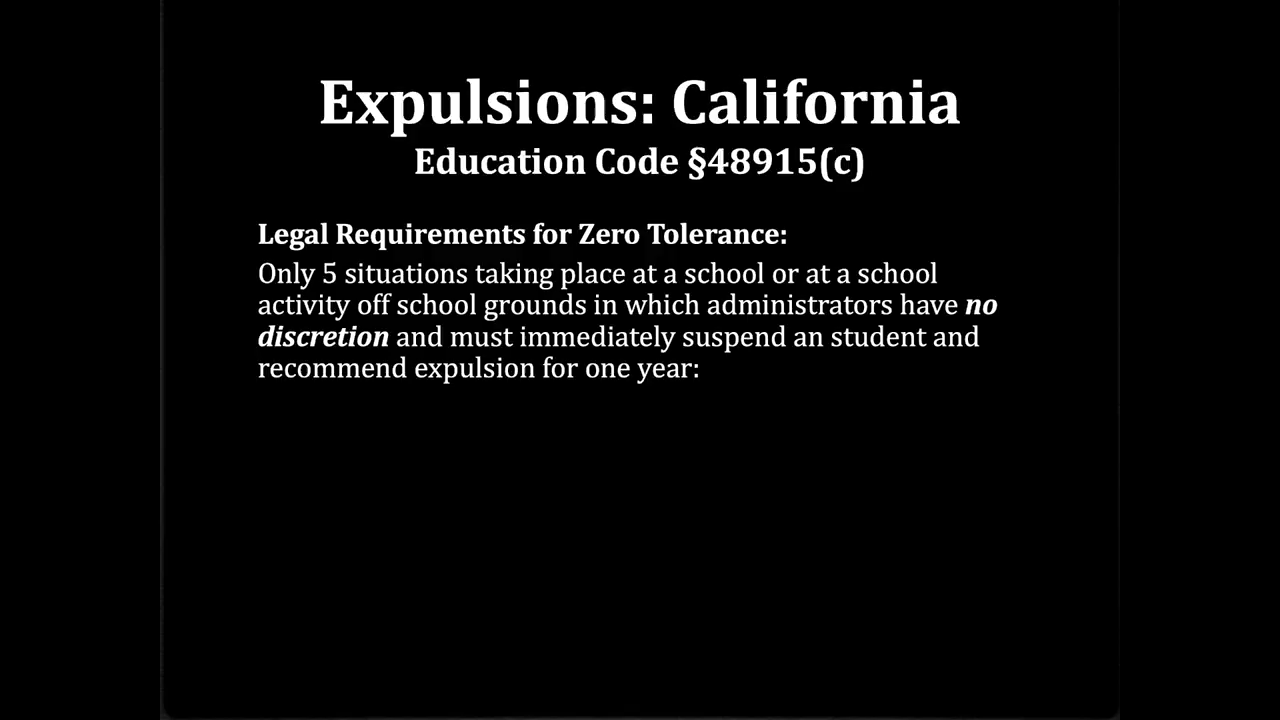 Expulsions: California
Education Code §48915(c)
Legal Requirements for Zero Tolerance:
Only 5 situations taking place at a school or at a school
activity off school grounds in which administrators have no
discretion and must immediately suspend an student and
recommend expulsion for one year: